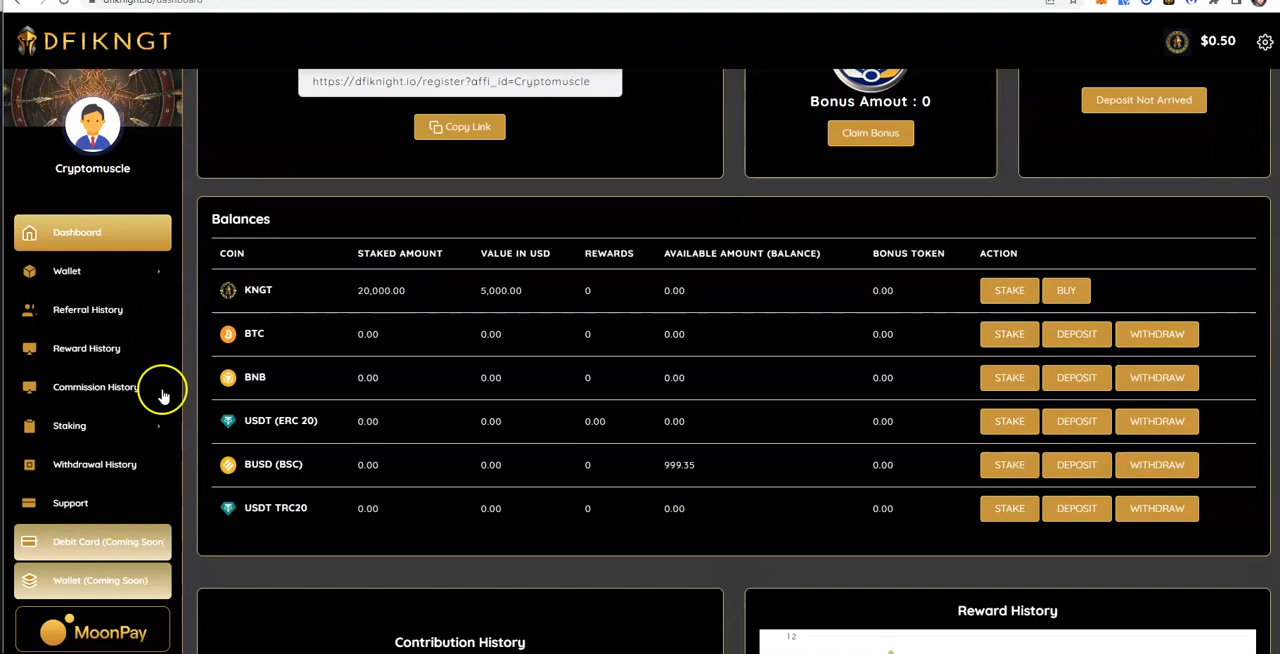 dfiknight.io/dashboard
DFIKNGT
$0.50
https://dfiknight.io/register?affi_id=Cryptomuscle
Copy Link
Bonus Amout : 0
Claim Bonus
Deposit Not Arrived
Cryptomuscle
Dashboard
Wallet
Referral History
Reward History
Commission History
Staking
Withdrawal History
Support
Debit Card (Coming Soon)
Wallet (Coming Soon)
MoonPay
Balances
COIN STAKED AMOUNT VALUE IN USD REWARDS AVAILABLE AMOUNT (BALANCE) BONUS TOKEN ACTION
KNGT 20,000.00 5,000.00 0 0.00 0.00 STAKE BUY
BTC 0.00 0.00 0 0.00 0.00 STAKE DEPOSIT WITHDRAW
BNB 0.00 0.00 0 0.00 0.00 STAKE DEPOSIT WITHDRAW
USDT (ERC 20) 0.00 0.00 0.00 0.00 0.00 STAKE DEPOSIT WITHDRAW
BUSD (BSC) 0.00 0.00 0 999.35 0.00 STAKE DEPOSIT WITHDRAW
USDT TRC20 0.00 0.00 0 0.00 0.00 STAKE DEPOSIT WITHDRAW
Contribution History
Reward History
12